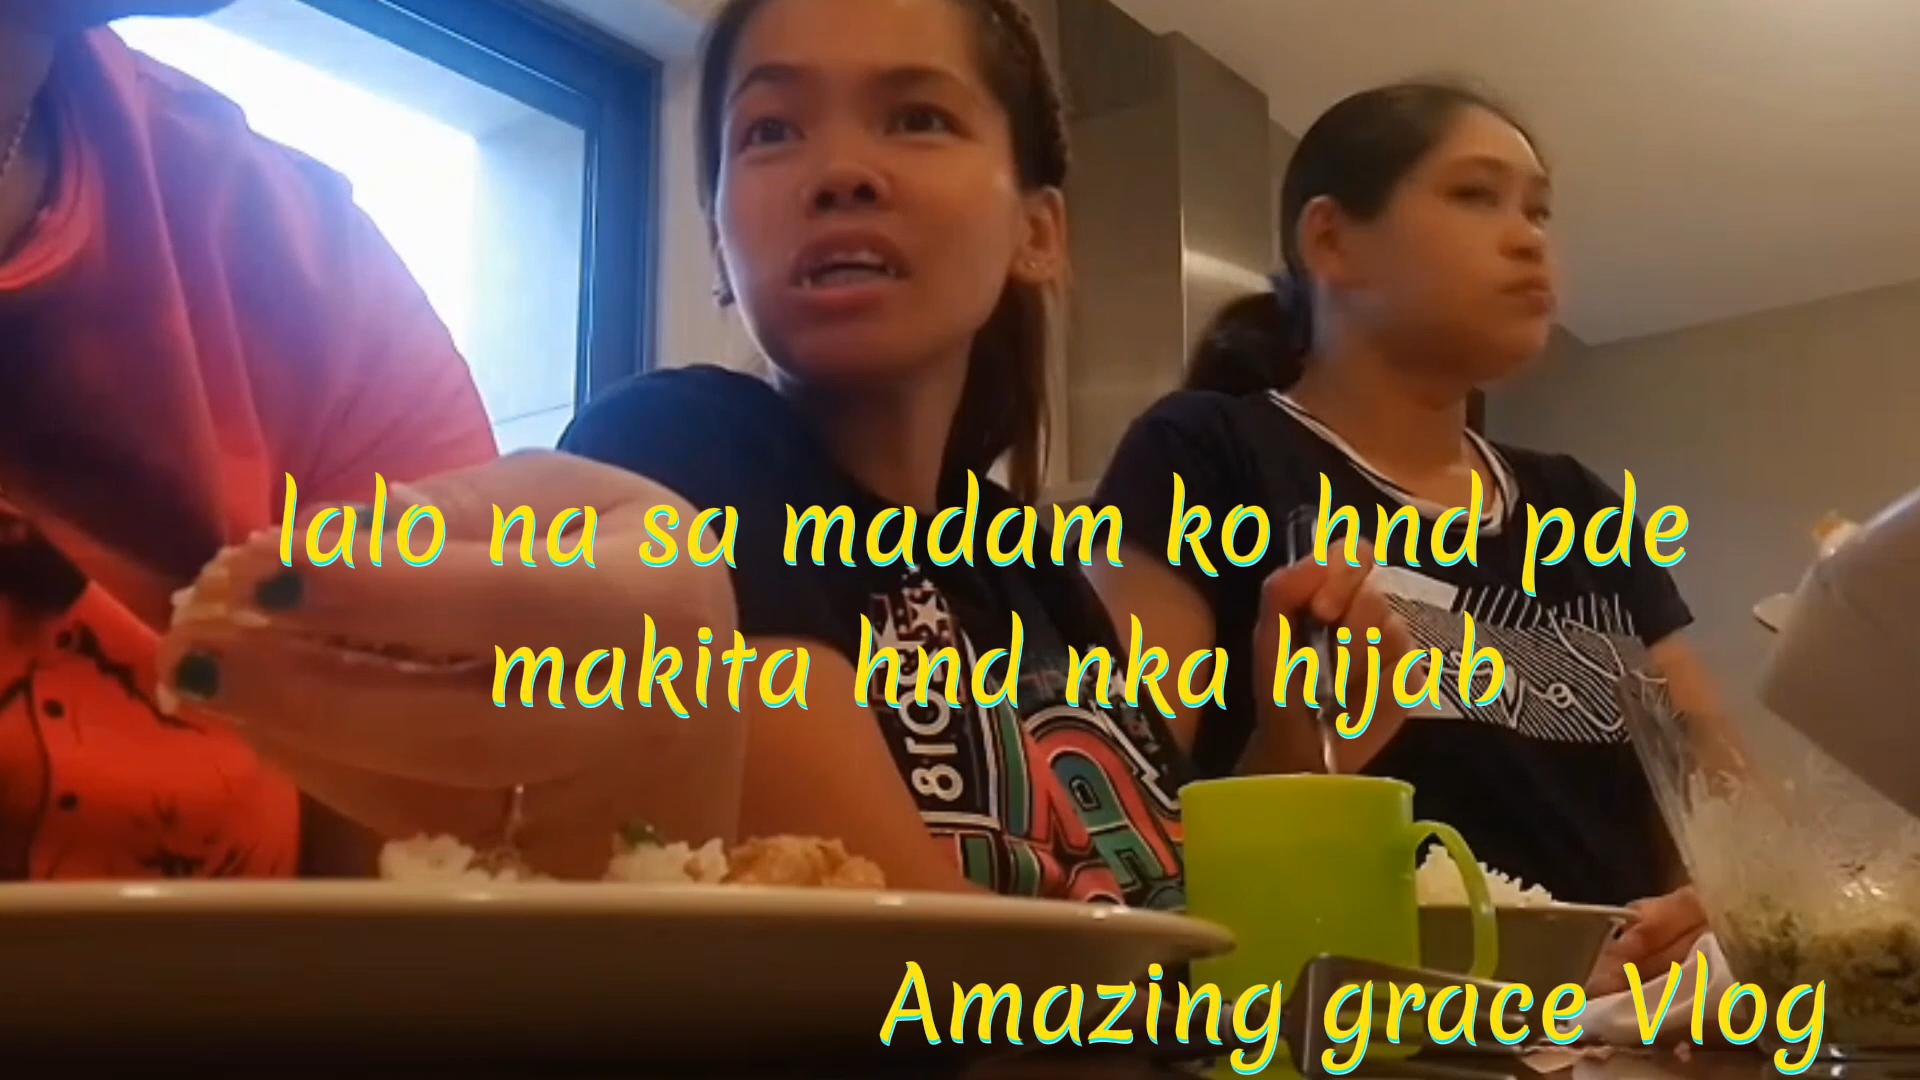 lalo na sa madam ko hnd pde
makita hnd nka hijab
Amazing grace Vlog